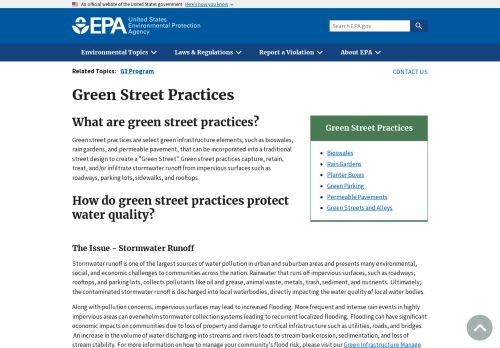 An official website of the United States government Here's how you know
EPA United States
Environmental Protection
Agency
Search EPA.gov
Environmental Topics Laws & Regulations Report a Violation About EPA
Related Topics: G3 Program
CONTACT US
Green Street Practices
What are green street practices?
Green street practices are select green infrastructure elements, such as bioswales,
rain gardens, and permeable pavement, that can be incorporated into a traditional
street design to create a "Green Street". Green street practices capture, retain,
treat, and/or infiltrate stormwater runoff from impervious surfaces such as
roadways, parking lots, sidewalks, and rooftops.
Green Street Practices
Bioswales
Rain Gardens
Planter Boxes
Green Parking
Permeable Pavements
Green Streets and Alleys
How do green street practices protect
water quality?
The Issue - Stormwater Runoff
Stormwater runoff is one of the largest sources of water pollution in urban and suburban areas and presents many environmental,
social, and economic challenges to communities across the nation. Rainwater that runs off impervious surfaces, such as roadways,
rooftops, and parking lots, collects pollutants like oil and grease, animal waste, metals, trash, sediment, and nutrients. Ultimately,
the contaminated stormwater runoff is discharged into local waterbodies, directly impacting the water quality of local water bodies.
Along with pollution concerns, impervious surfaces may lead to increased flooding. More frequent and intense rain events in highly
impervious areas can overwhelm stormwater collection systems leading to recurrent localized flooding. Flooding can have significant
economic impacts on communities due to loss of property and damage to critical infrastructure such as utilities, roads, and bridges.
An increase in the volume of water discharging into streams and rivers leads to stream bank erosion, sedimentation, and loss of
stream stability. For more information on how to manage your community's flood risk, please visit our Green Infrastructure Manage